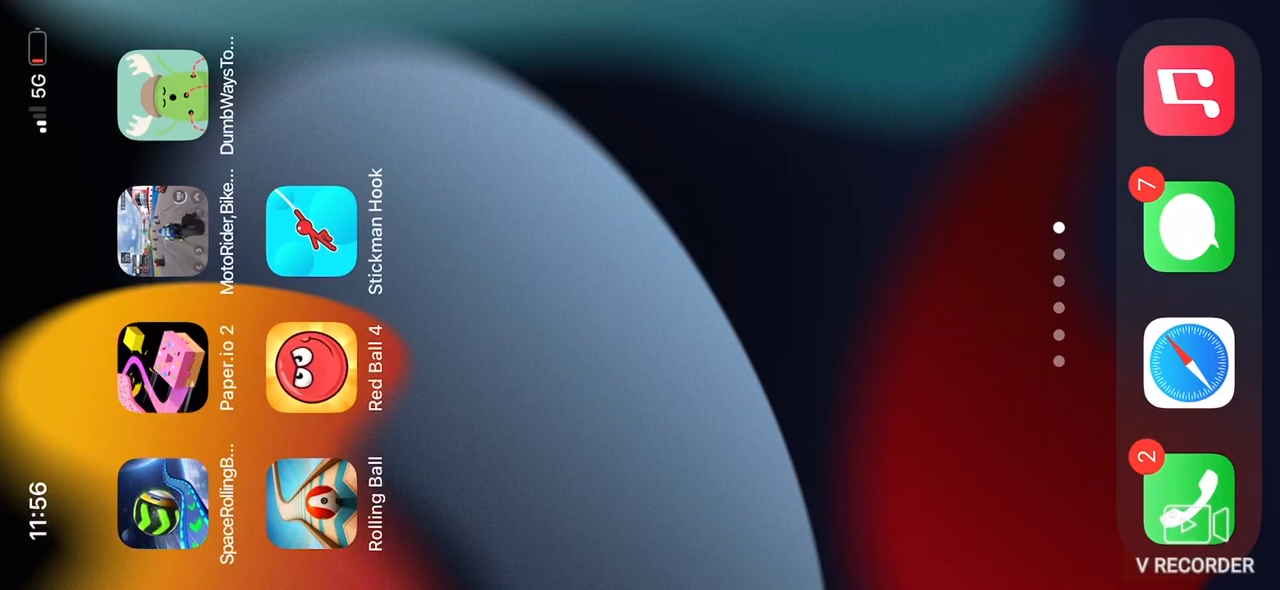 11:56
5G
SpaceRollingB...
Paper.io 2
MotoRider,Bike...
DumbWaysTo...
Rolling Ball
Red Ball 4
Stickman Hook
2
7
V RECORDER